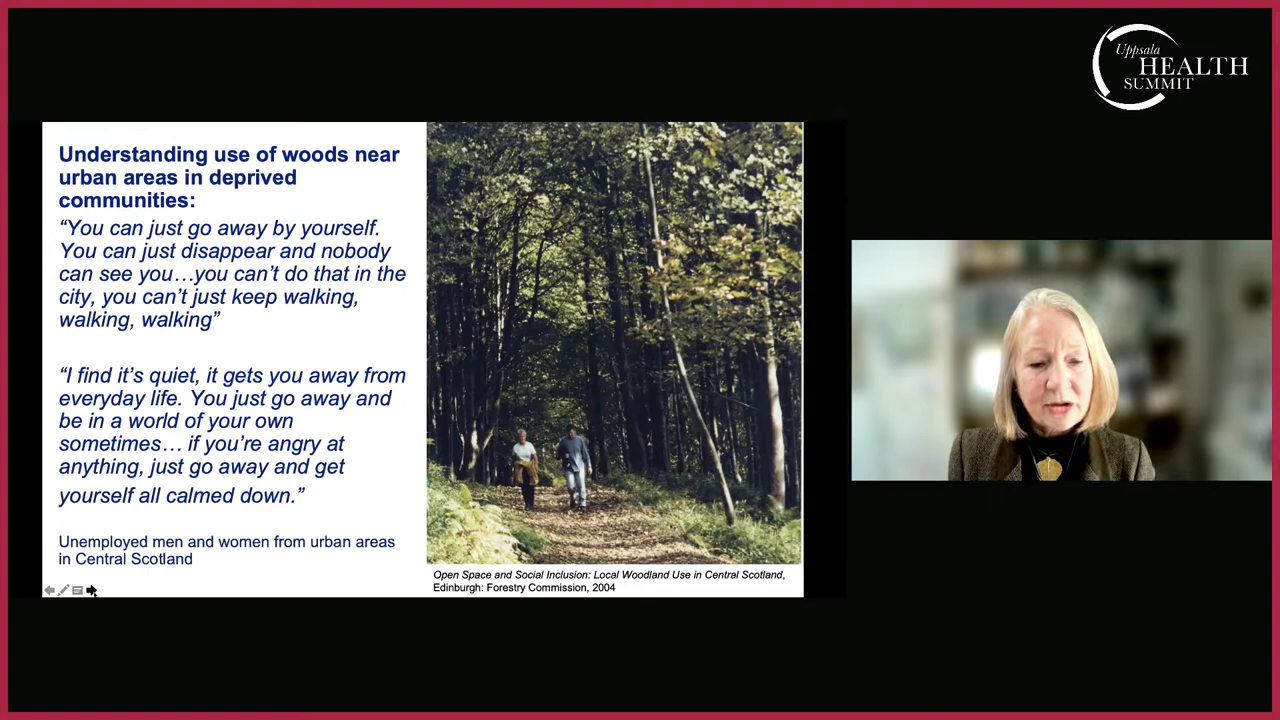 Uppsala
HEALTH
SUMMIT
Understanding use of woods near
urban areas in deprived
communities:
“You can just go away by yourself.
You can just disappear and nobody
can see you…you can’t do that in the
city, you can’t just keep walking,
walking, walking”
“I find it’s quiet, it gets you away from
everyday life. You just go away and
be in a world of your own
sometimes… if you’re angry at
anything, just go away and get
yourself all calmed down.”
Unemployed men and women from urban areas
in Central Scotland
Open Space and Social Inclusion: Local Woodland Use in Central Scotland,
Edinburgh: Forestry Commission, 2004